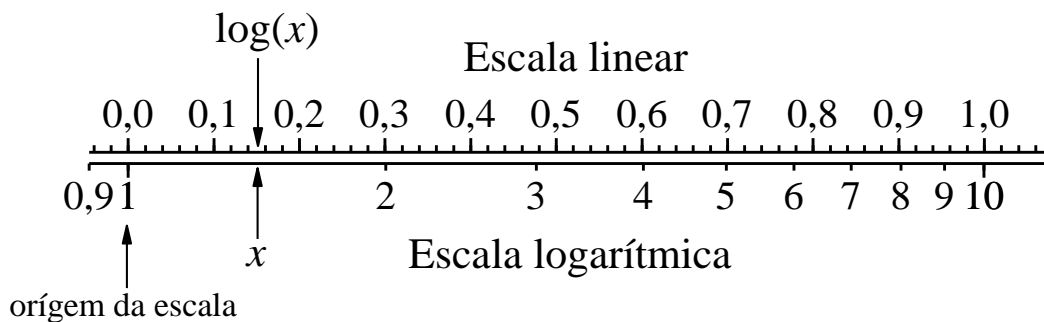 log(x)
Escala linear
0,0 0,1 0,2 0,3 0,4 0,5 0,6 0,7 0,8 0,9 1,0
0,9 1 2 3 4 5 6 7 8 9 10
x
Escala logarítmica
orígem da escala